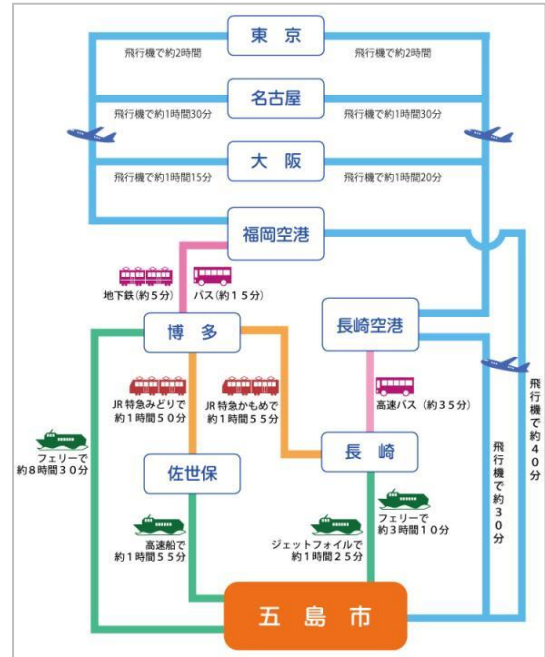 東京
飛行機で約2時間
飛行機で約2時間
名古屋
飛行機で約1時間30分
飛行機で約1時間30分
大阪
飛行機で約1時間15分
飛行機で約1時間20分
福岡空港
地下鉄(約5分)
バス(約15分)
博多
長崎空港
JR特急みどりで
約1時間50分
JR特急かもめで
約1時間55分
高速バス(約35分)
飛行機で約40分
フェリーで
約8時間30分
佐世保
長崎
飛行機で約30分
高速船で
約1時間55分
ジェットフォイルで
約1時間25分
フェリーで
約3時間10分
五島市